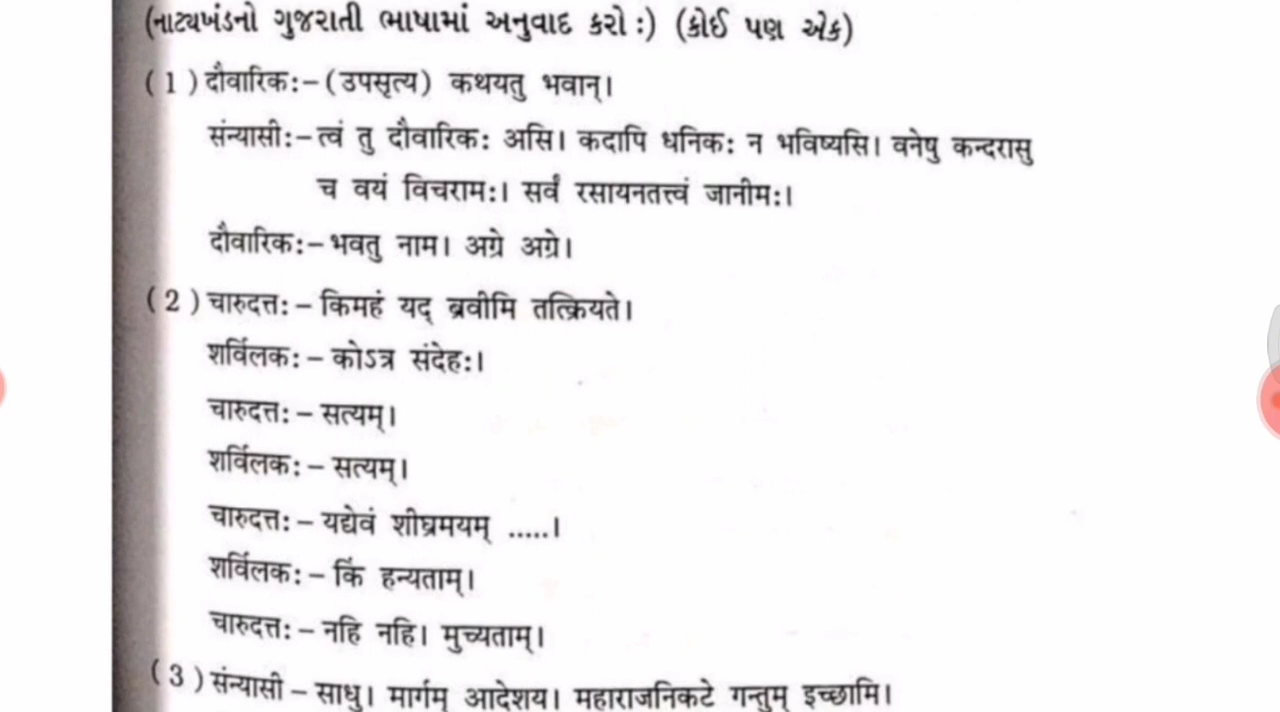 (નાટ્યખંડનો ગુજરાતી ભાષામાં અનુવાદ કરો :) (કોઈ પણ એક)
( 1 ) दौवारिकः – (उपसृत्य) कथयतु भवान्।
संन्यासीः – त्वं तु दौवारिकः असि। कदापि धनिकः न भविष्यसि। वनेषु कन्दरासु
च वयं विचरामः। सर्वं रसायनतत्त्वं जानीमः।
दौवारिकः – भवतु नाम। अग्रे अग्रे।
( 2 ) चारुदत्तः – किमहं यद् ब्रवीमि तत्क्रियते।
शर्विलकः – कोऽत्र संदेहः।
चारुदत्तः – सत्यम्।
शर्विलकः – सत्यम्।
चारुदत्तः – यद्येवं शीघ्रमयम् .....।
शर्विलकः – किं हन्यताम्।
चारुदत्तः – नहि नहि। मुच्यताम्।
( 3 ) संन्यासी – साधु। मार्गम् आदेशय। महाराजनिकटे गन्तुम् इच्छामि।